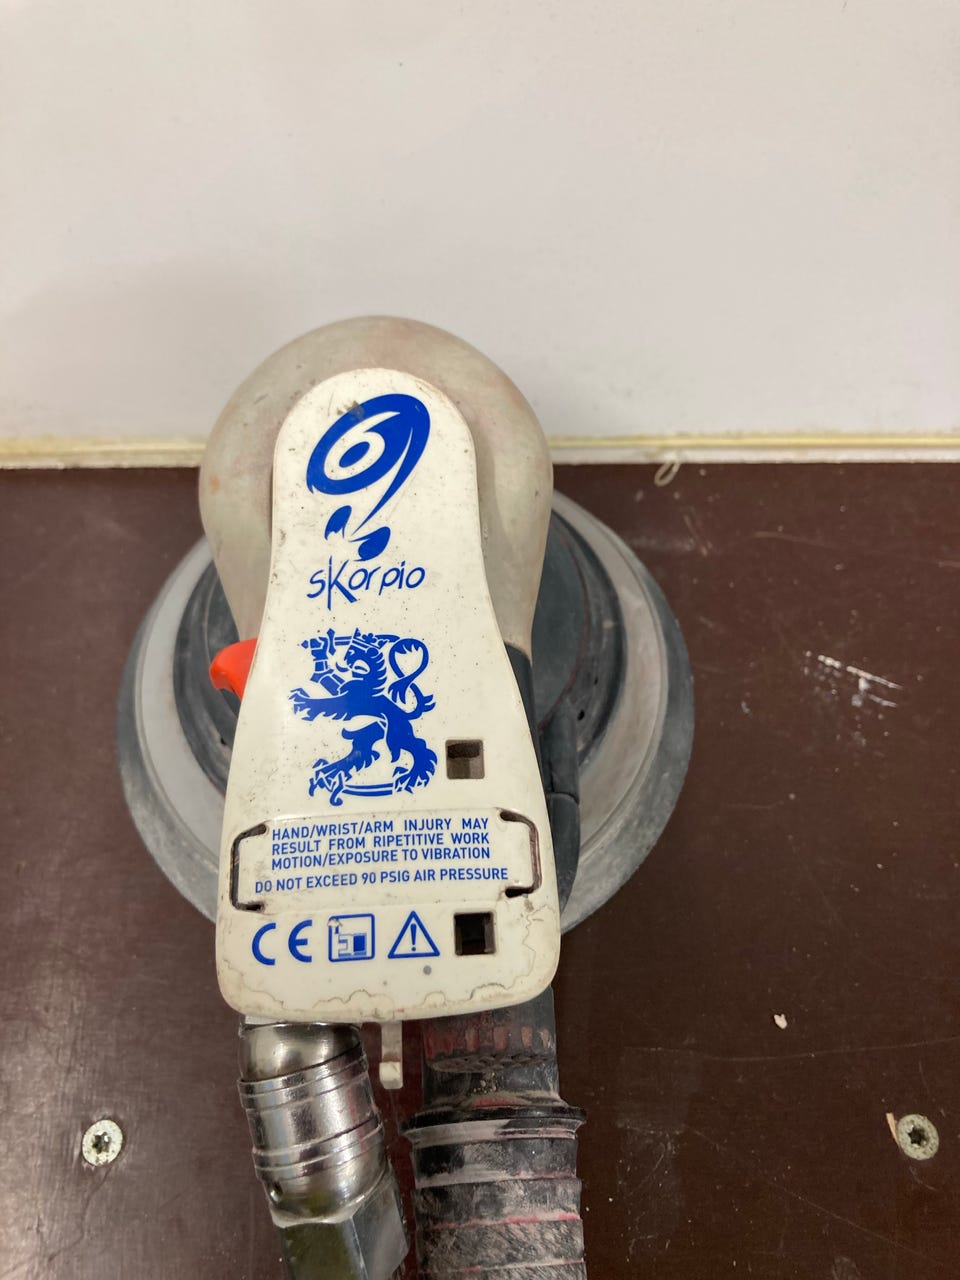 6
sKorpio
HAND/WRIST/ARM INJURY MAY
RESULT FROM RIPETITIVE WORK
MOTION/EXPOSURE TO VIBRATION
DO NOT EXCEED 90 PSIG AIR PRESSURE
CE